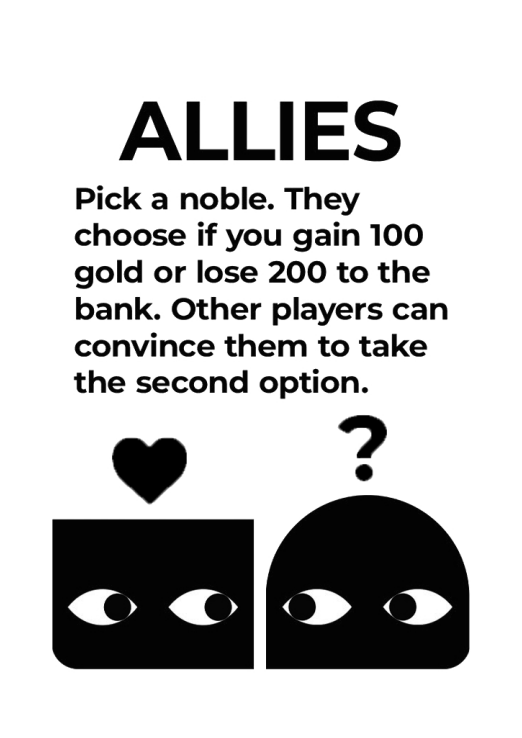 ALLIES
Pick a noble. They
choose if you gain 100
gold or lose 200 to the
bank. Other players can
convince them to take
the second option.
?